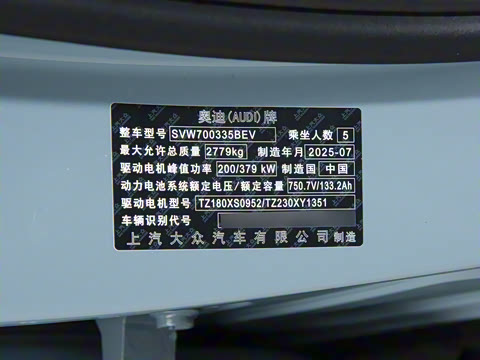 奥迪(AUDI)牌
整车型号 SVW700335BEV 乘坐人数 5
最大允许总质量 2779kg 制造年月 2025-07
驱动电机峰值功率 200/379 kW 制造国 中国
动力电池系统额定电压/额定容量 750.7V/133.2Ah
驱动电机型号 TZ180XS0952/TZ230XY1351
车辆识别代号
上汽大众汽车有限公司 制造